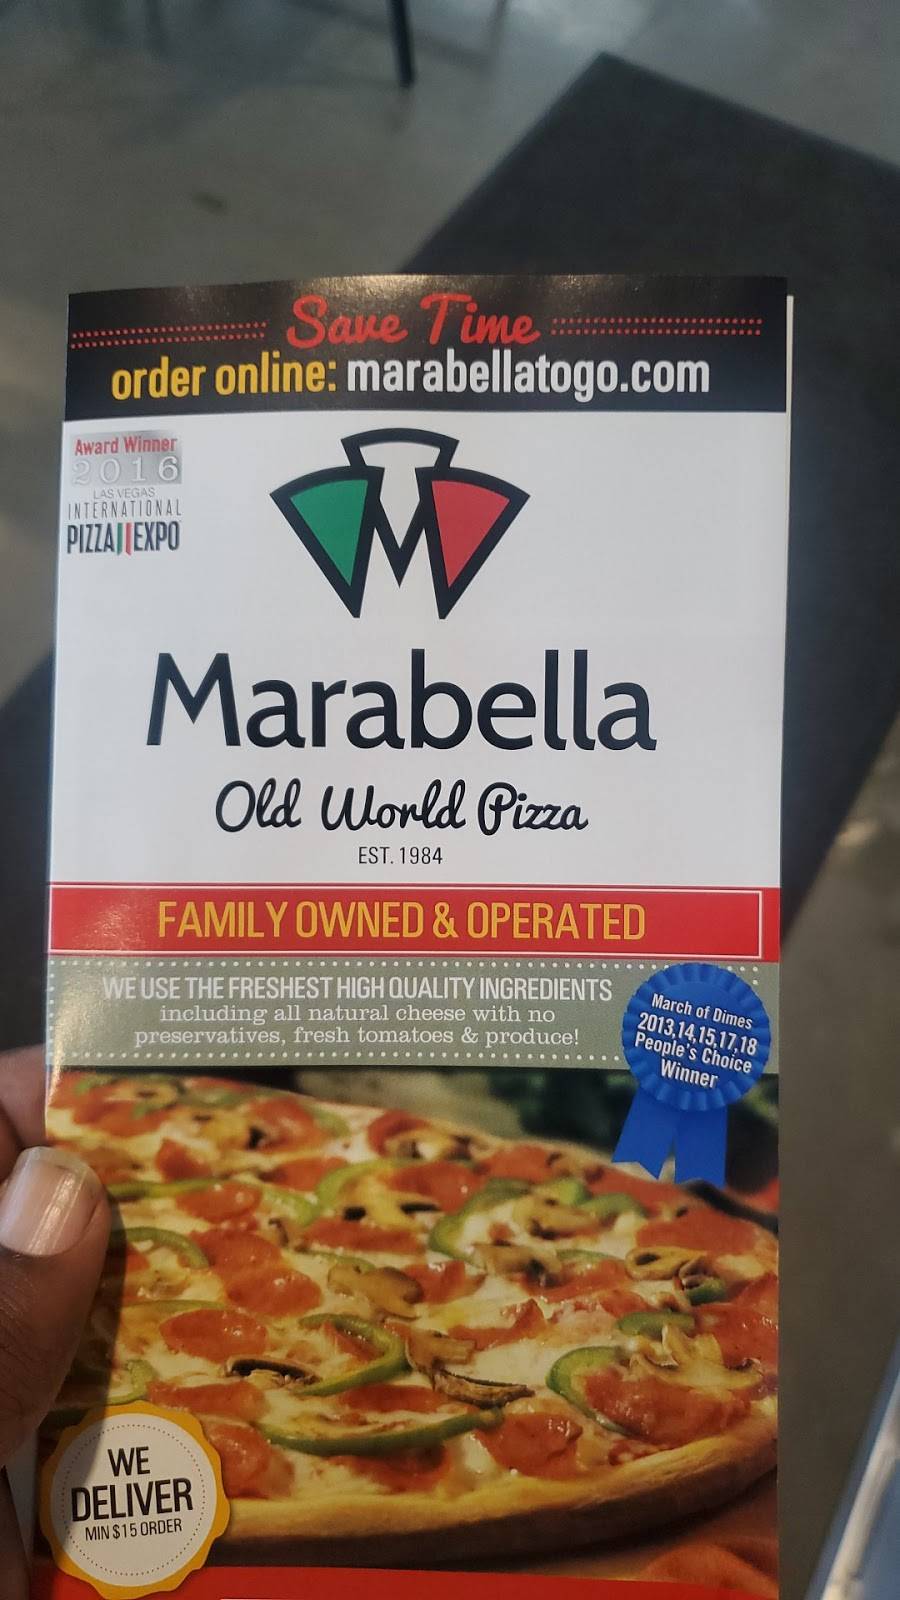 Save Time
order online: marabellatogo.com
Award Winner
2016
LAS VEGAS
INTERNATIONAL
PIZZA EXPO
M
Marabella
Old World Pizza
EST. 1984
FAMILY OWNED & OPERATED
WE USE THE FRESHEST HIGH QUALITY INGREDIENTS
including all natural cheese with no
preservatives, fresh tomatoes & produce!
March of Dimes
2013,14,15,17,18
People's Choice
Winner
WE
DELIVER
MIN $15 ORDER